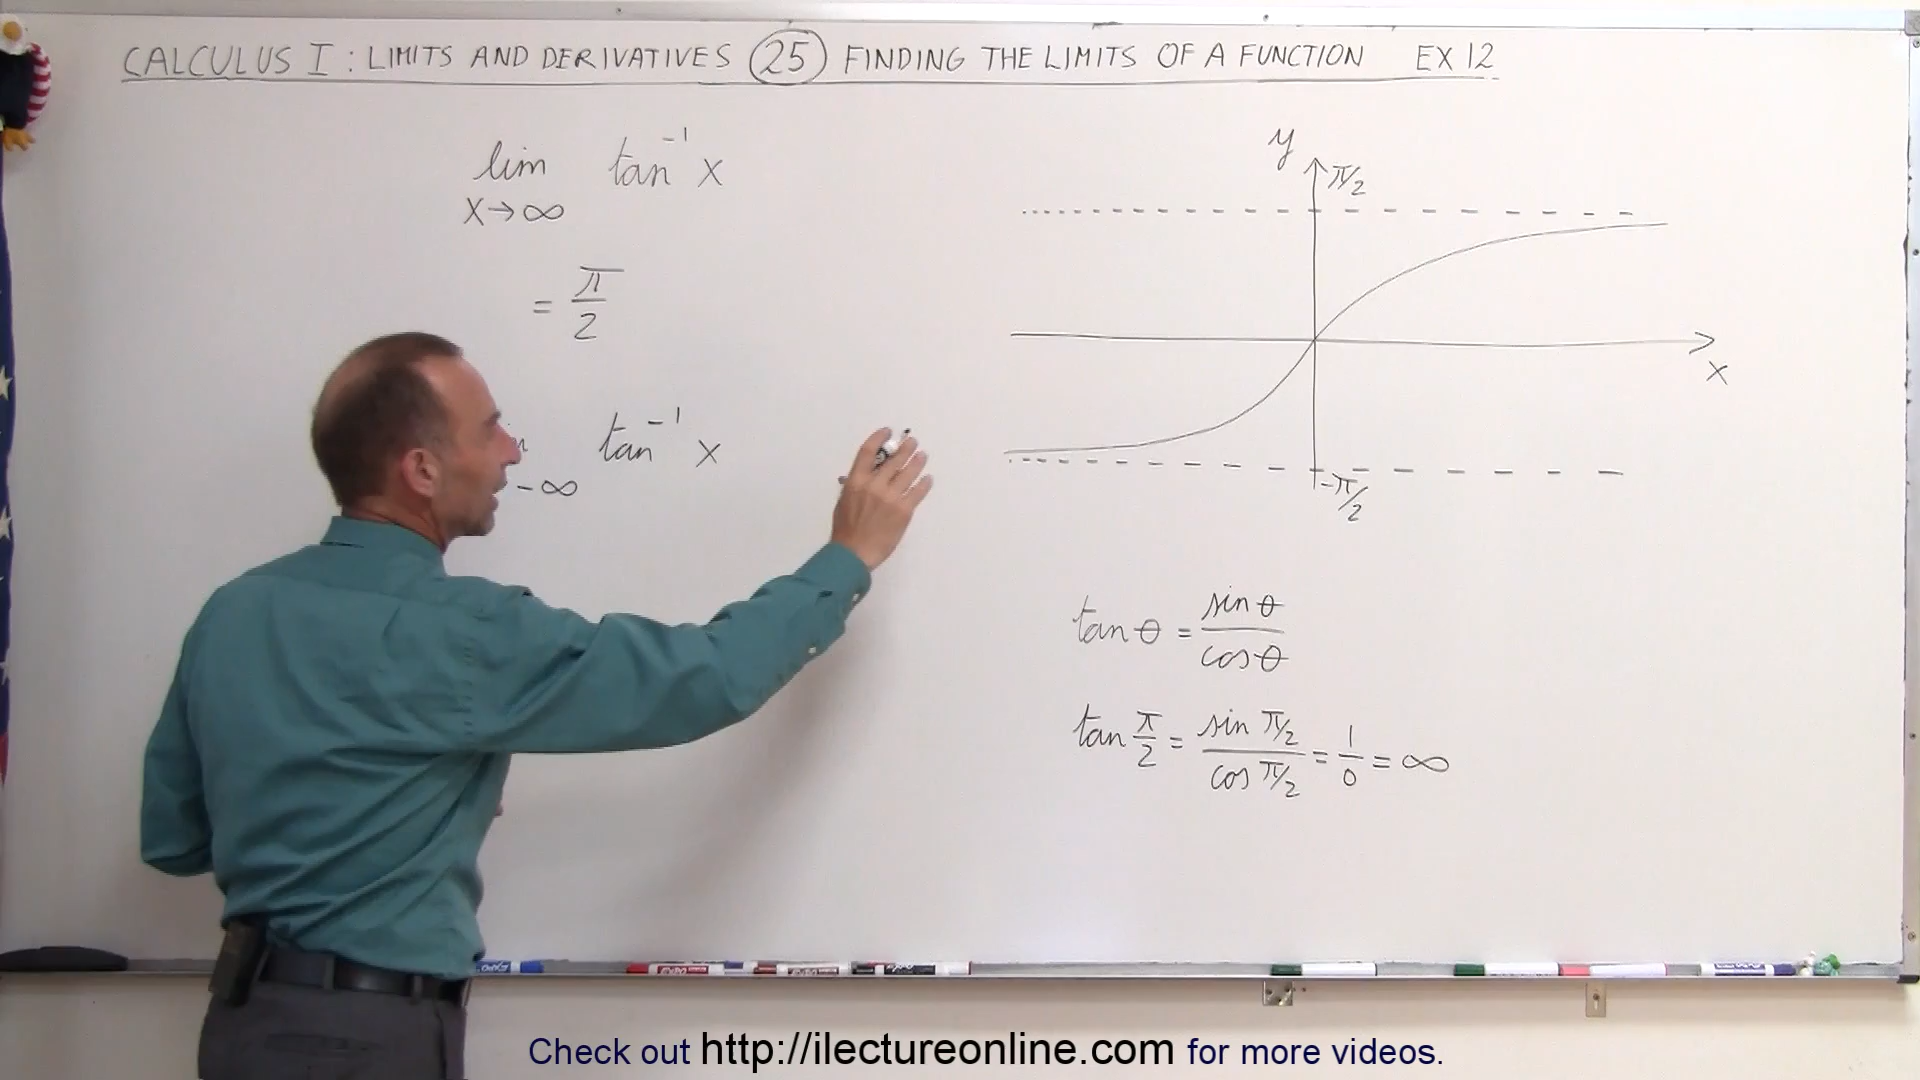 CALCULUS I : LIMITS AND DERIVATIVES 25 FINDING THE LIMITS OF A FUNCTION EX 12
lim tan⁻¹ x
x→∞
= π/2
tan⁻¹ x
-∞
y
π/2
x
-π/2
tan θ = sin θ / cos θ
tan π/2 = sin π/2 / cos π/2 = 1/0 = ∞
Check out http://ilectureonline.com for more videos.